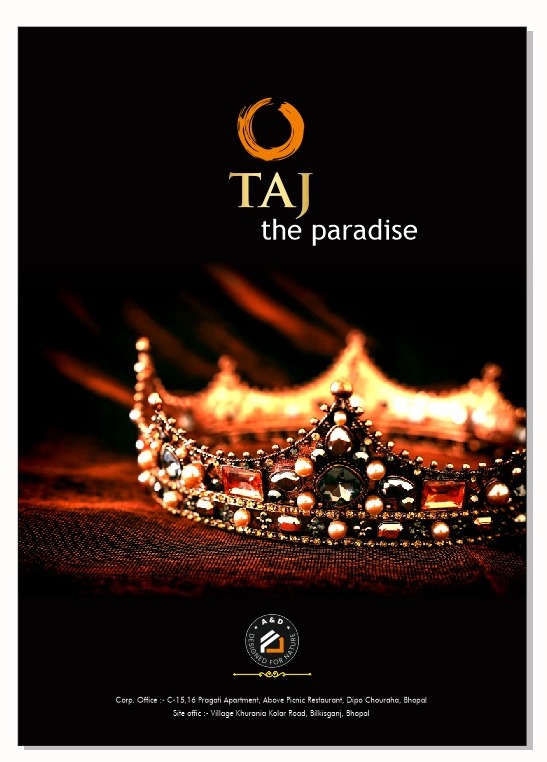 TAJ
the paradise
A & D
DESIGNED FOR NATURE
Corp. Office :- C-15,16 Pragati Apartment, Above Picnic Restaurant, Dipo Chouraha, Bhopal
Site offic :- Village Khurania Kolar Road, Bilkisganj, Bhopal